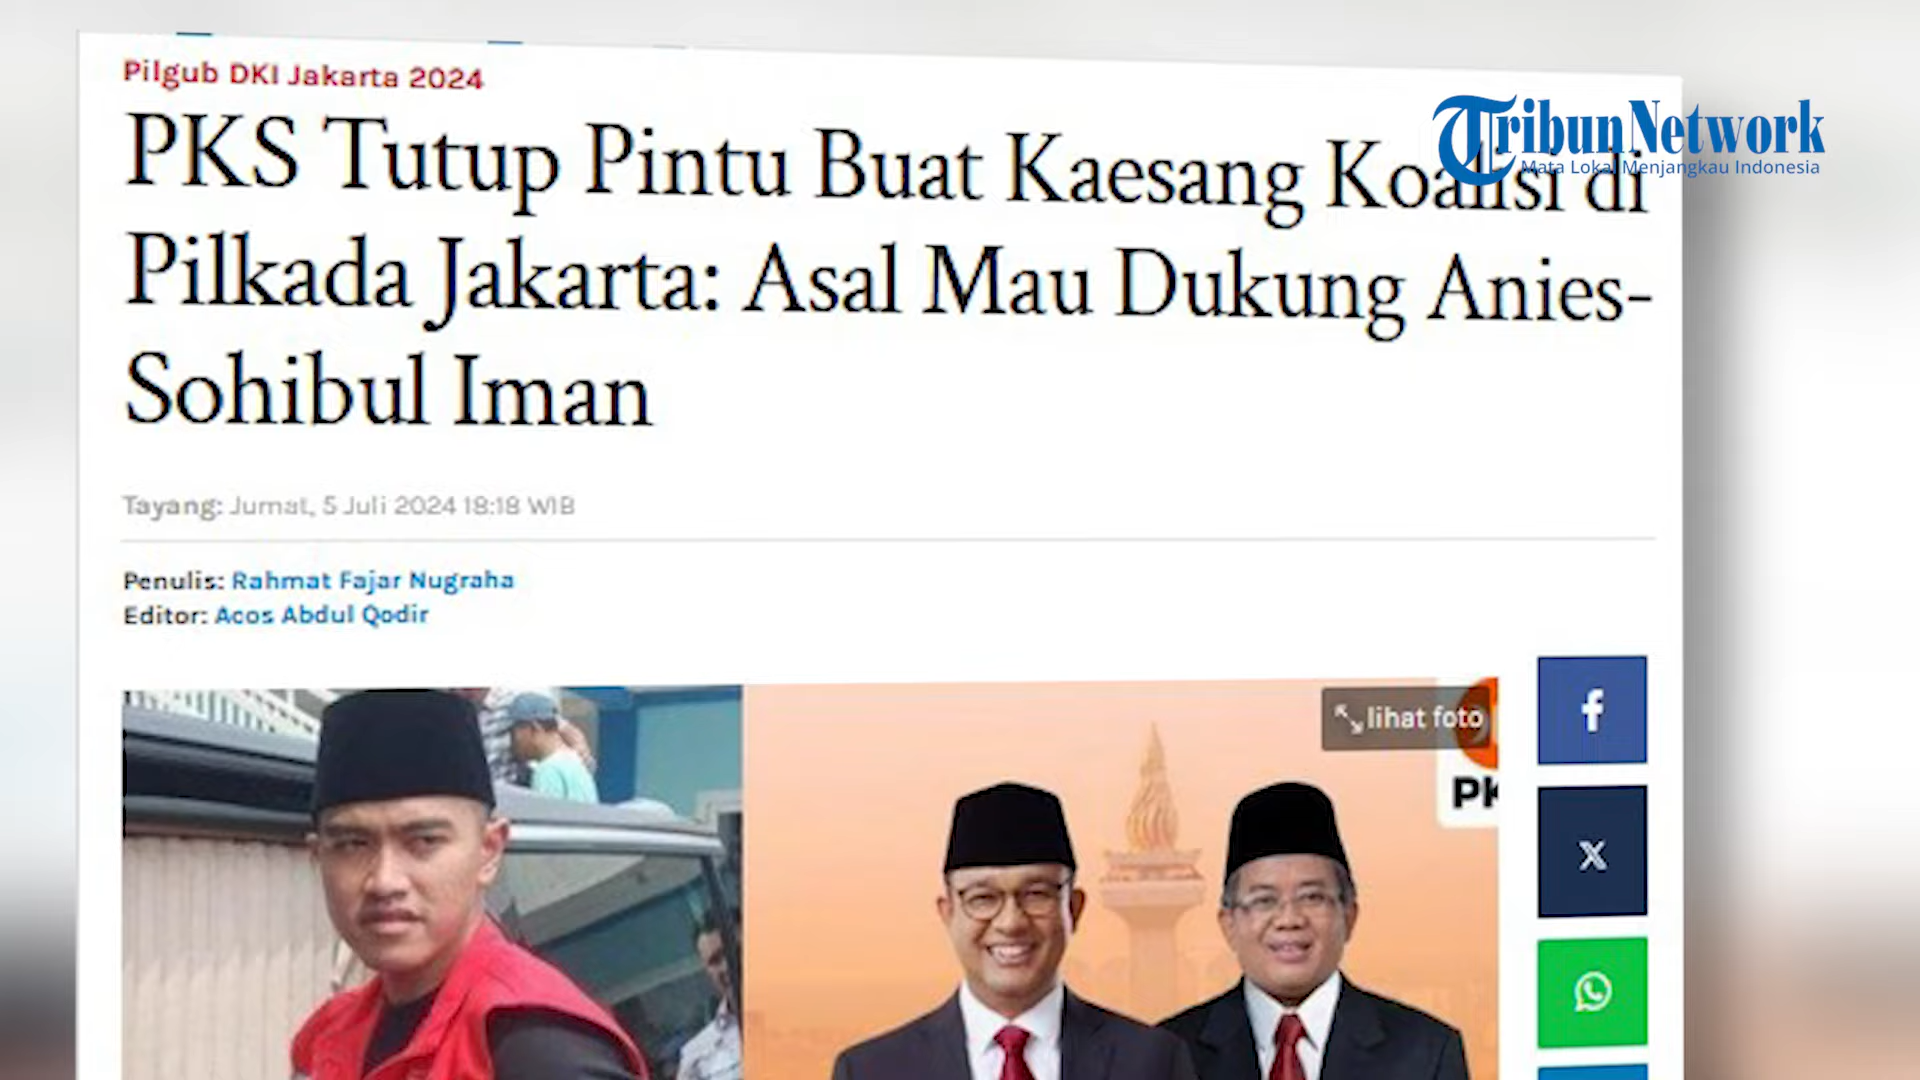 Pilgub DKI Jakarta 2024
TribunNetwork
Mata Lokal Menjangkau Indonesia
PKS Tutup Pintu Buat Kaesang Koalisi di
Pilkada Jakarta: Asal Mau Dukung Anies-
Sohibul Iman
Tayang: Jumat, 5 Juli 2024 18:18 WIB
Penulis: Rahmat Fajar Nugraha
Editor: Acos Abdul Qodir
lihat foto
PK
f
X